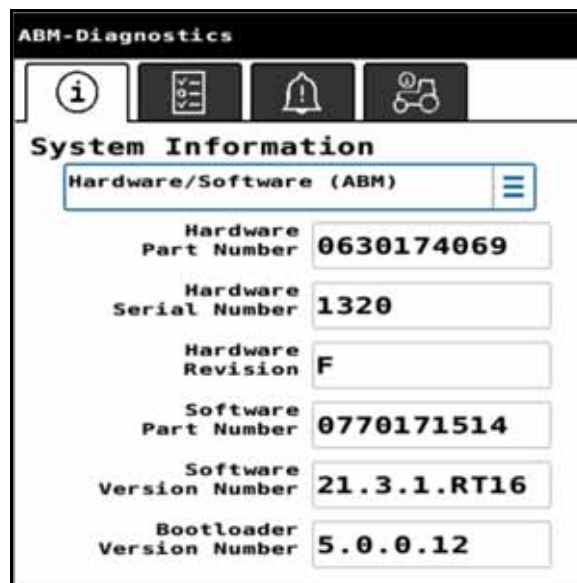 ABM-Diagnostics
System Information
Hardware/Software (ABM)
Hardware
Part Number
0630174069
Hardware
Serial Number
1320
Hardware
Revision
F
Software
Part Number
0770171514
Software
Version Number
21.3.1.RT16
Bootloader
Version Number
5.0.0.12